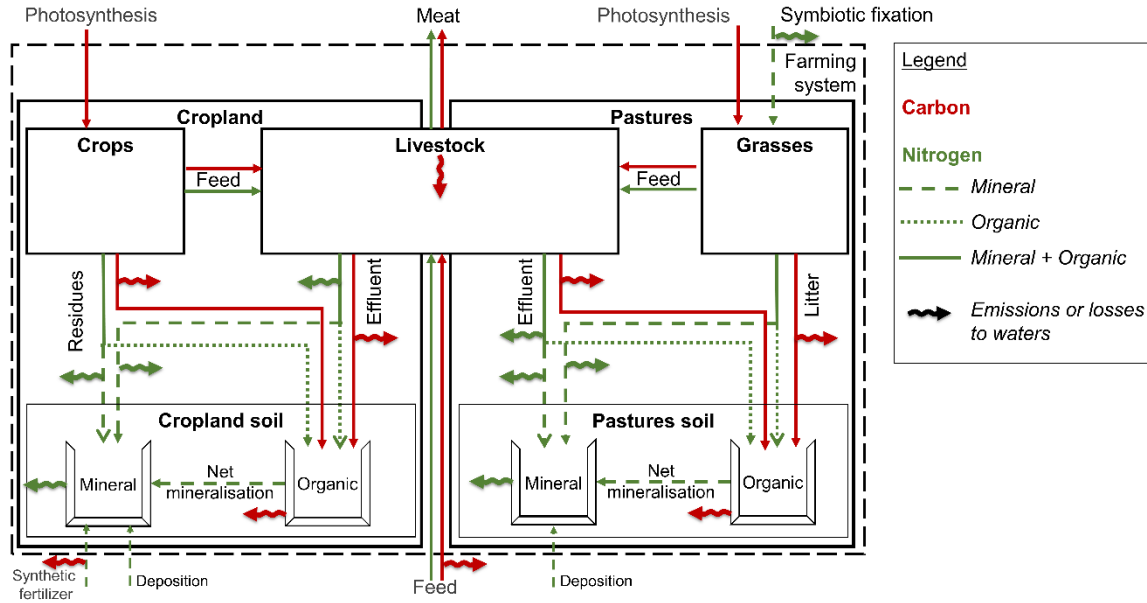 Photosynthesis
Meat
Photosynthesis
Symbiotic fixation
Farming
system
Cropland
Pastures
Crops
Livestock
Grasses
Feed
Feed
Residues
Effluent
Effluent
Litter
Cropland soil
Pastures soil
Mineral
Net
mineralisation
Organic
Mineral
Net
mineralisation
Organic
Synthetic
fertilizer
Deposition
Feed
Deposition
Legend
Carbon
Nitrogen
Mineral
Organic
Mineral + Organic
Emissions or losses
to waters